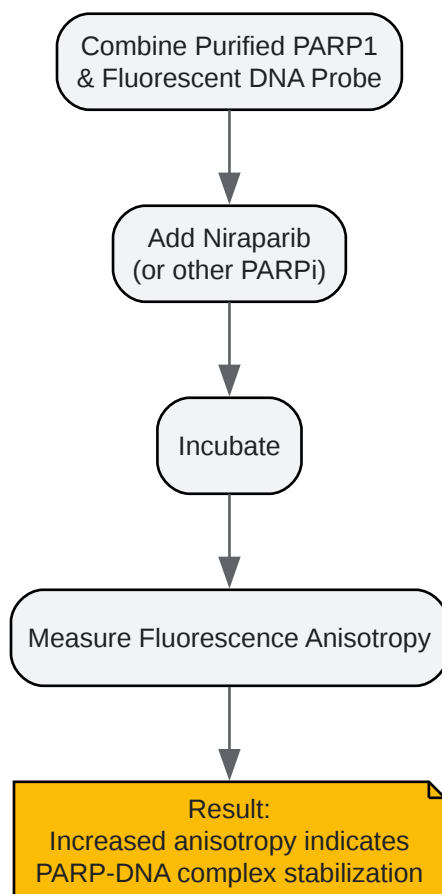 Combine Purified PARP1
& Fluorescent DNA Probe
Add Niraparib
(or other PARPi)
Incubate
Measure Fluorescence Anisotropy
Result:
Increased anisotropy indicates
PARP-DNA complex stabilization